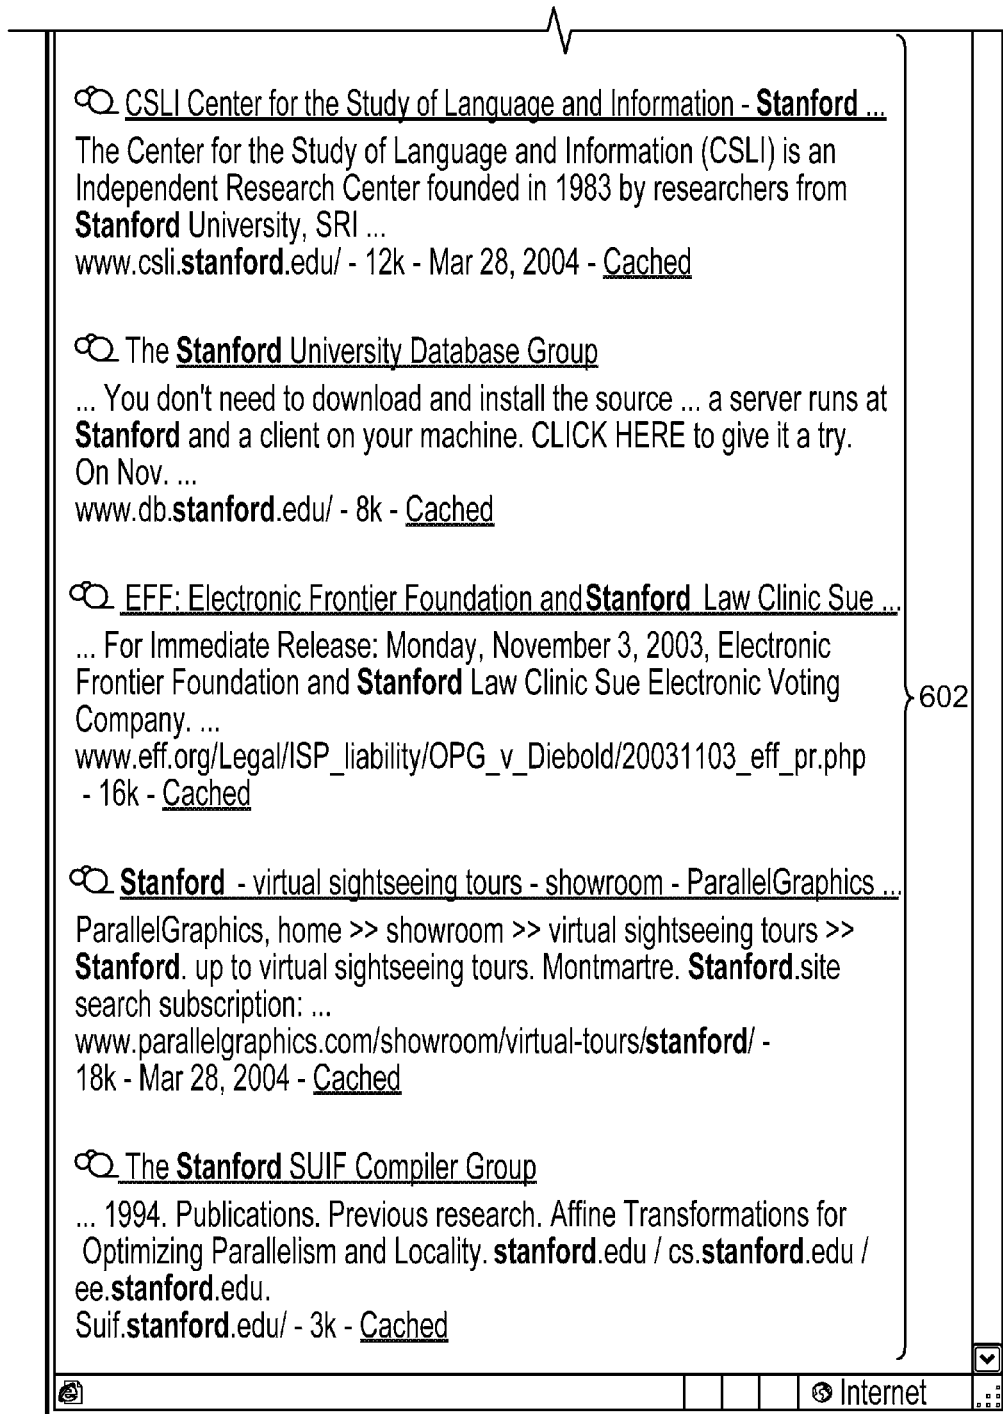 CSLI Center for the Study of Language and Information - Stanford ...
The Center for the Study of Language and Information (CSLI) is an
Independent Research Center founded in 1983 by researchers from
Stanford University, SRI ...
www.csli.stanford.edu/ - 12k - Mar 28, 2004 - Cached
The Stanford University Database Group
... You don't need to download and install the source ... a server runs at
Stanford and a client on your machine. CLICK HERE to give it a try.
On Nov. ...
www.db.stanford.edu/ - 8k - Cached
EFF: Electronic Frontier Foundation and Stanford Law Clinic Sue ...
... For Immediate Release: Monday, November 3, 2003, Electronic
Frontier Foundation and Stanford Law Clinic Sue Electronic Voting
Company. ...
www.eff.org/Legal/ISP_liability/OPG_v_Diebold/20031103_eff_pr.php
- 16k - Cached
602
Stanford - virtual sightseeing tours - showroom - ParallelGraphics ...
ParallelGraphics, home >> showroom >> virtual sightseeing tours >>
Stanford. up to virtual sightseeing tours. Montmartre. Stanford.site
search subscription: ...
www.parallelgraphics.com/showroom/virtual-tours/stanford/ -
18k - Mar 28, 2004 - Cached
The Stanford SUIF Compiler Group
... 1994. Publications. Previous research. Affine Transformations for
Optimizing Parallelism and Locality. stanford.edu / cs.stanford.edu /
ee.stanford.edu.
Suif.stanford.edu/ - 3k - Cached
Internet